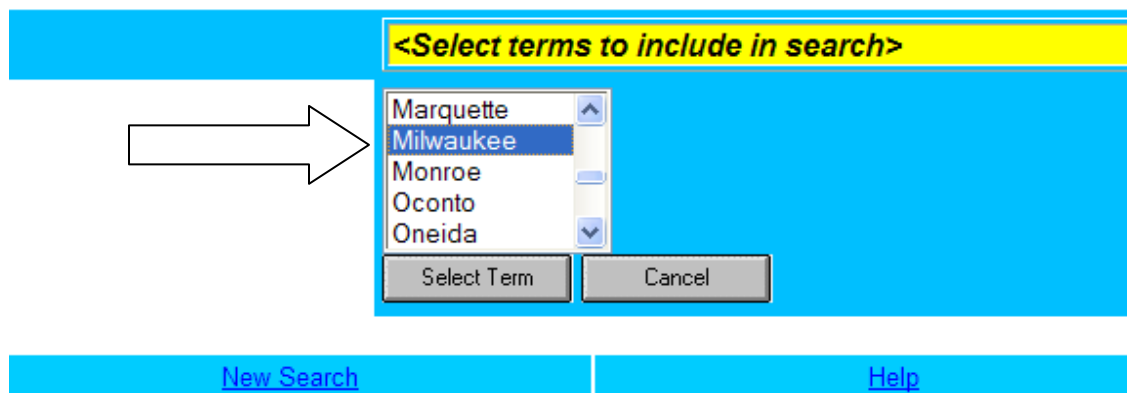 <Select terms to include in search>
Marquette
Milwaukee
Monroe
Oconto
Oneida
Select Term Cancel
New Search Help